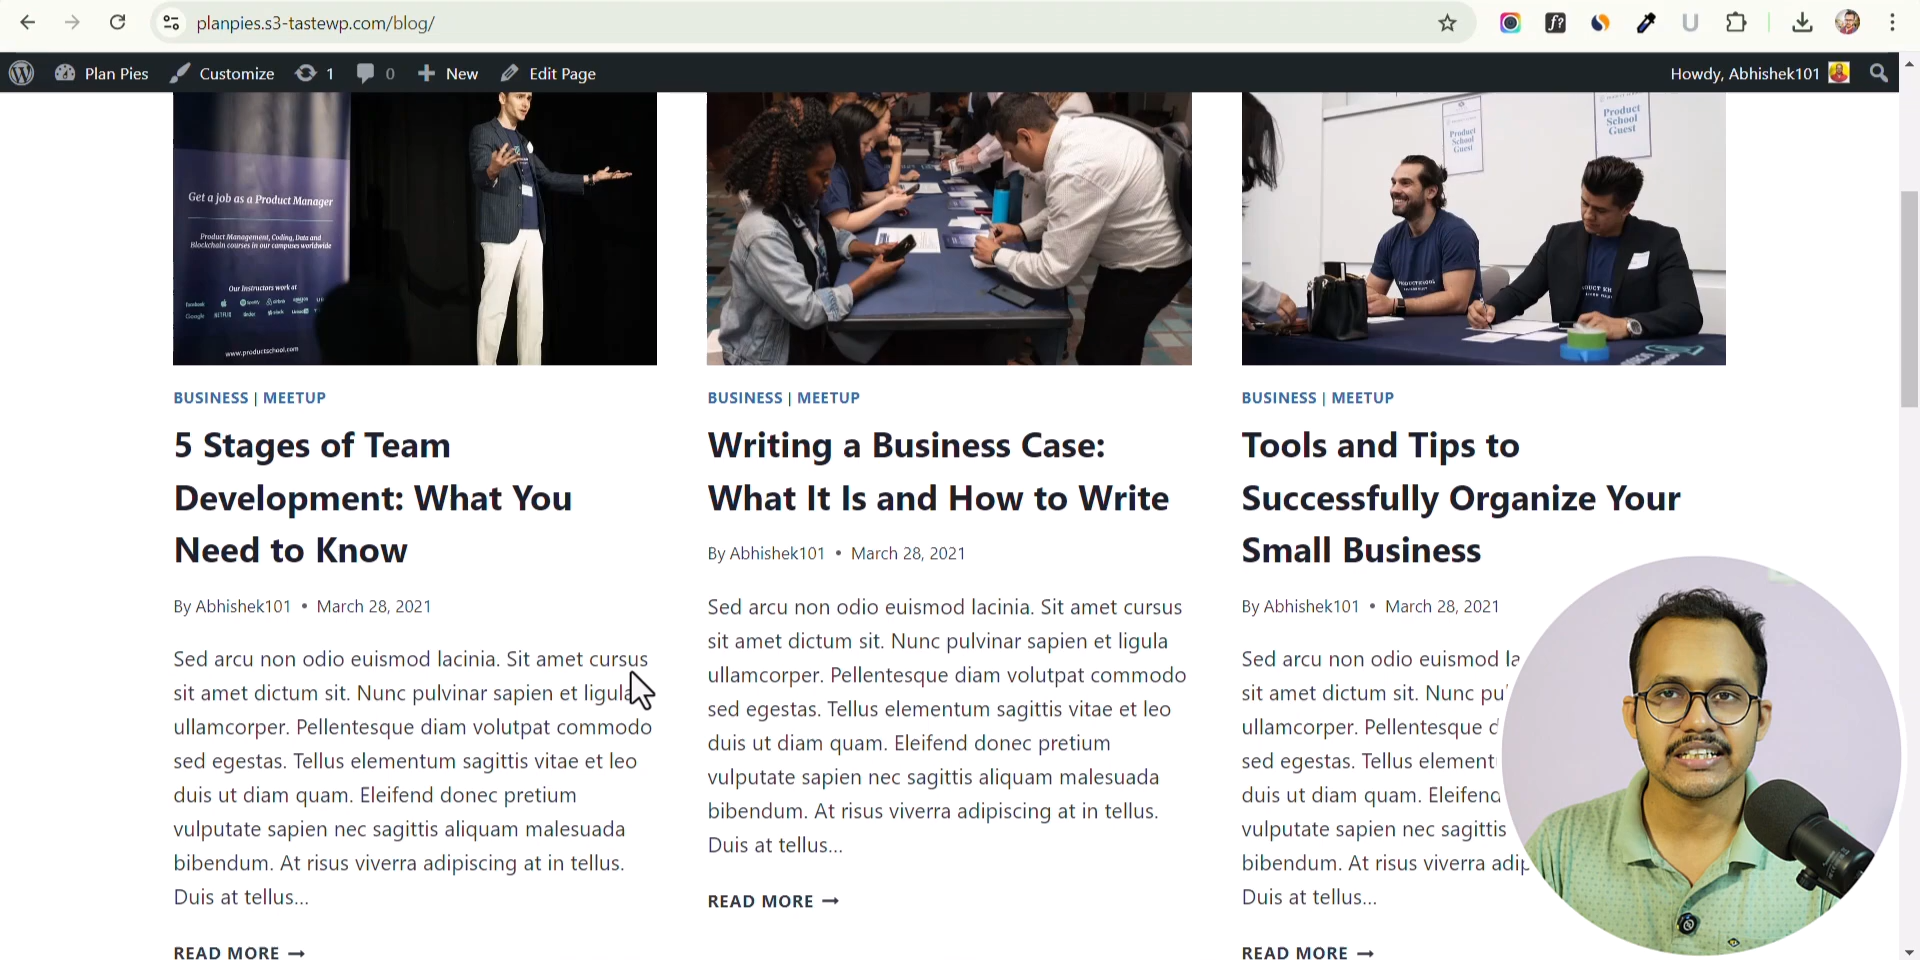 planpies.s3-tastewp.com/blog/
Plan Pies Customize 1 0 New Edit Page Howdy, Abhishek101
Get a job as a Product Manager
Product Management, Coding, Data and
Blockchain courses in our campuses worldwide
Our Instructors work at
facebook
Google NETFLIX
www.productschool.com
Product
School
Guest
Product
School
Guest
BUSINESS | MEETUP
5 Stages of Team
Development: What You
Need to Know
By Abhishek101 • March 28, 2021
Sed arcu non odio euismod lacinia. Sit amet cursus
sit amet dictum sit. Nunc pulvinar sapien et ligula
ullamcorper. Pellentesque diam volutpat commodo
sed egestas. Tellus elementum sagittis vitae et leo
duis ut diam quam. Eleifend donec pretium
vulputate sapien nec sagittis aliquam malesuada
bibendum. At risus viverra adipiscing at in tellus.
Duis at tellus...
READ MORE →
BUSINESS | MEETUP
Writing a Business Case:
What It Is and How to Write
By Abhishek101 • March 28, 2021
Sed arcu non odio euismod lacinia. Sit amet cursus
sit amet dictum sit. Nunc pulvinar sapien et ligula
ullamcorper. Pellentesque diam volutpat commodo
sed egestas. Tellus elementum sagittis vitae et leo
duis ut diam quam. Eleifend donec pretium
vulputate sapien nec sagittis aliquam malesuada
bibendum. At risus viverra adipiscing at in tellus.
Duis at tellus...
READ MORE →
BUSINESS | MEETUP
Tools and Tips to
Successfully Organize Your
Small Business
By Abhishek101 • March 28, 2021
Sed arcu non odio euismod la
sit amet dictum sit. Nunc pu
ullamcorper. Pellentesque
sed egestas. Tellus element
duis ut diam quam. Eleifend
vulputate sapien nec sagittis
bibendum. At risus viverra adip
Duis at tellus...
READ MORE →